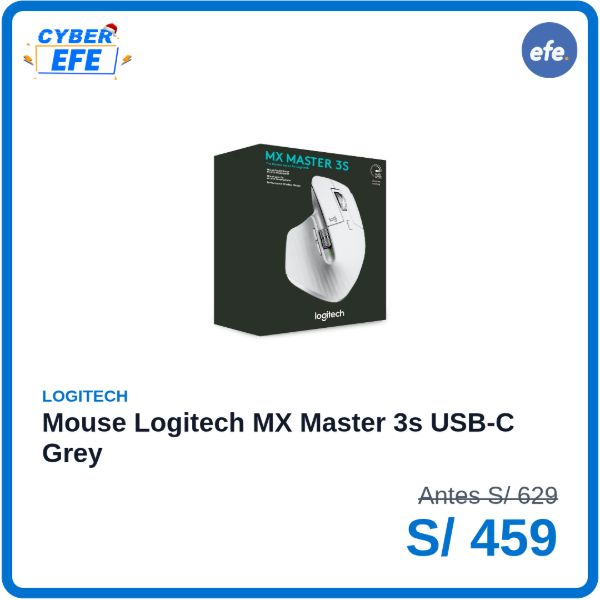 CYBER
EFE
efe.
MX MASTER 3S
logitech
LOGITECH
Mouse Logitech MX Master 3s USB-C
Grey
Antes S/ 629
S/ 459